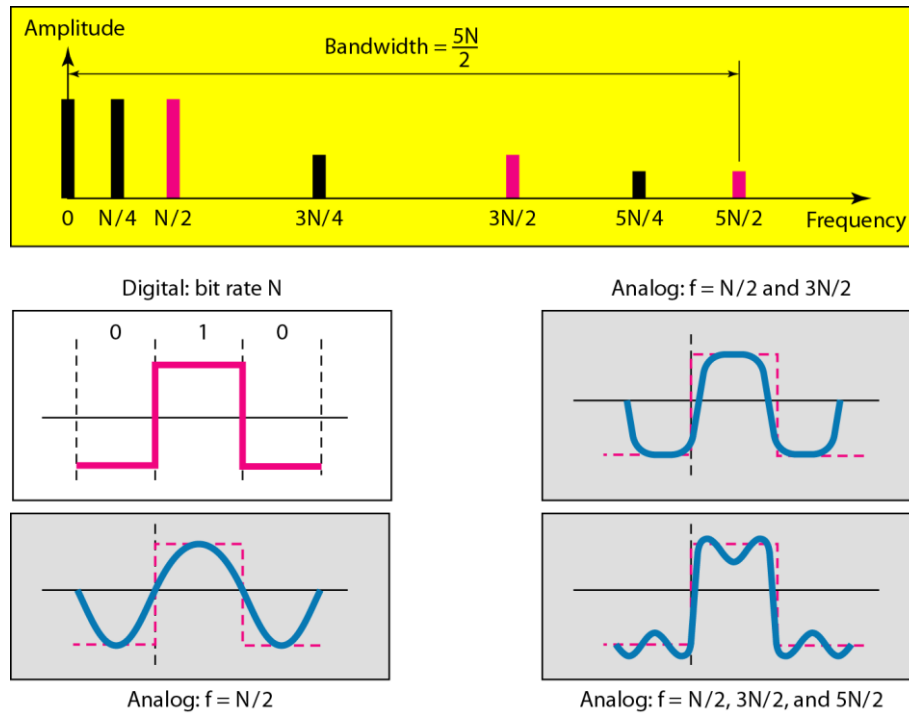 Amplitude
Bandwidth = 5N/2
0 N/4 N/2 3N/4 3N/2 5N/4 5N/2 Frequency
Digital: bit rate N
0 1 0
Analog: f = N/2 and 3N/2
Analog: f = N/2
Analog: f = N/2, 3N/2, and 5N/2